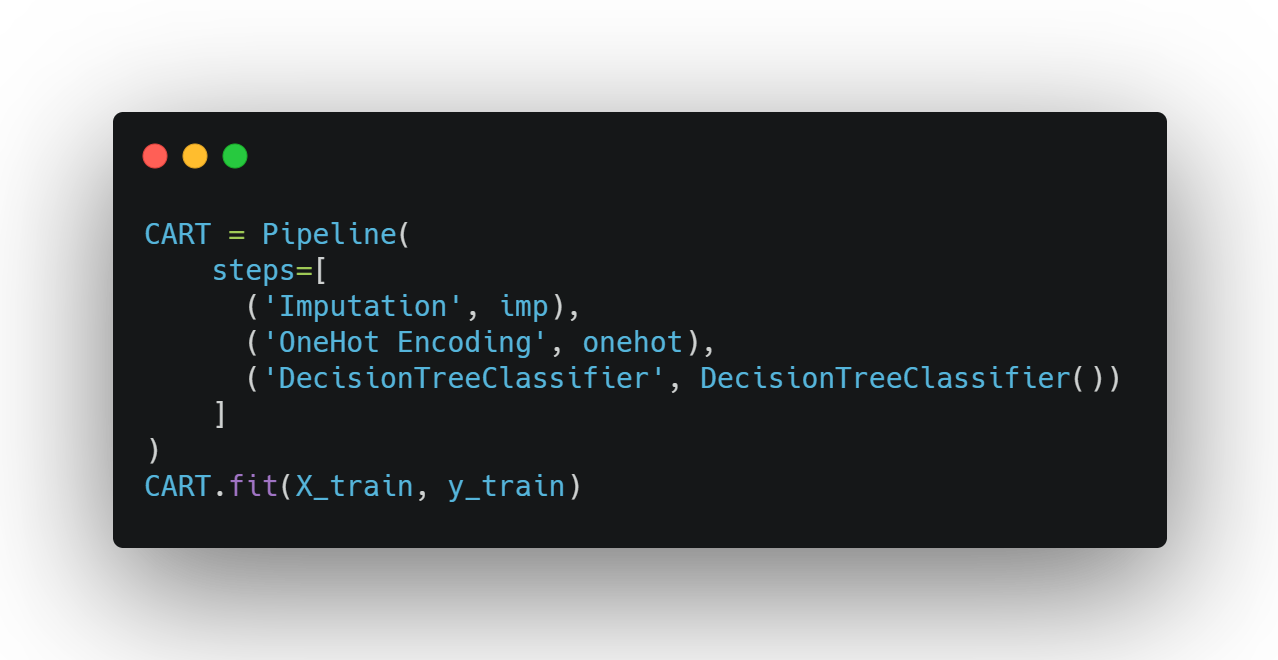 CART = Pipeline(
    steps=[
      ('Imputation', imp),
      ('OneHot Encoding', onehot),
      ('DecisionTreeClassifier', DecisionTreeClassifier())
    ]
)
CART.fit(X_train, y_train)